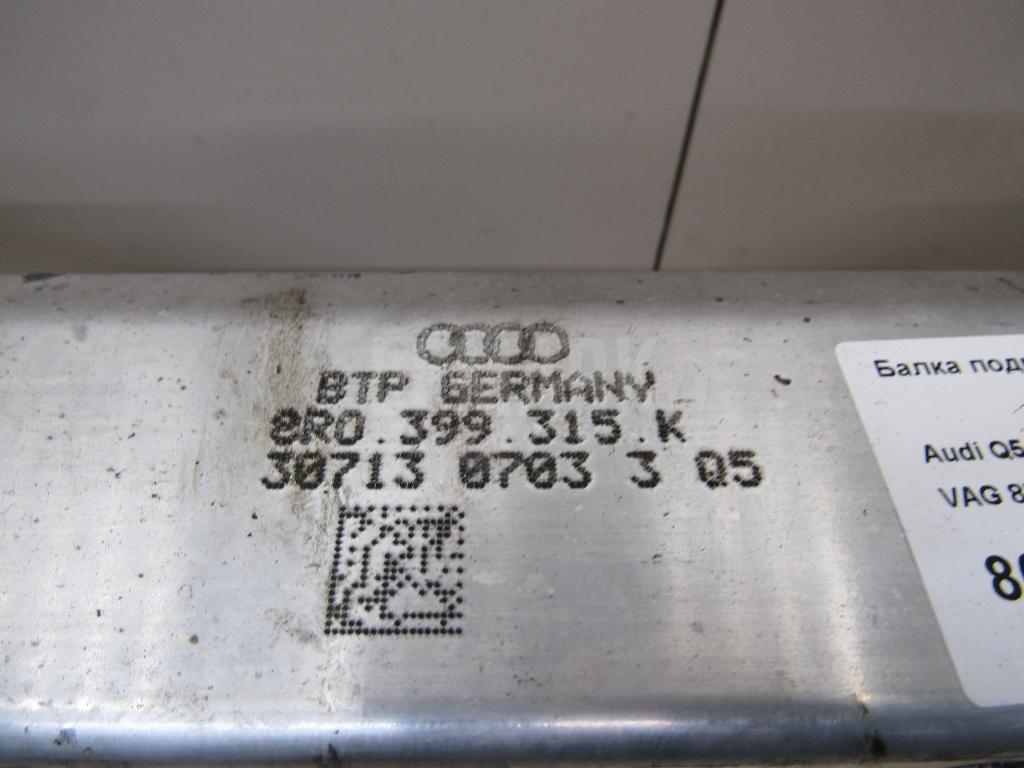 BTP GERMANY
8R0.399.315.K
30713 0703 3 Q5
Балка под
Audi Q5
VAG 8
8